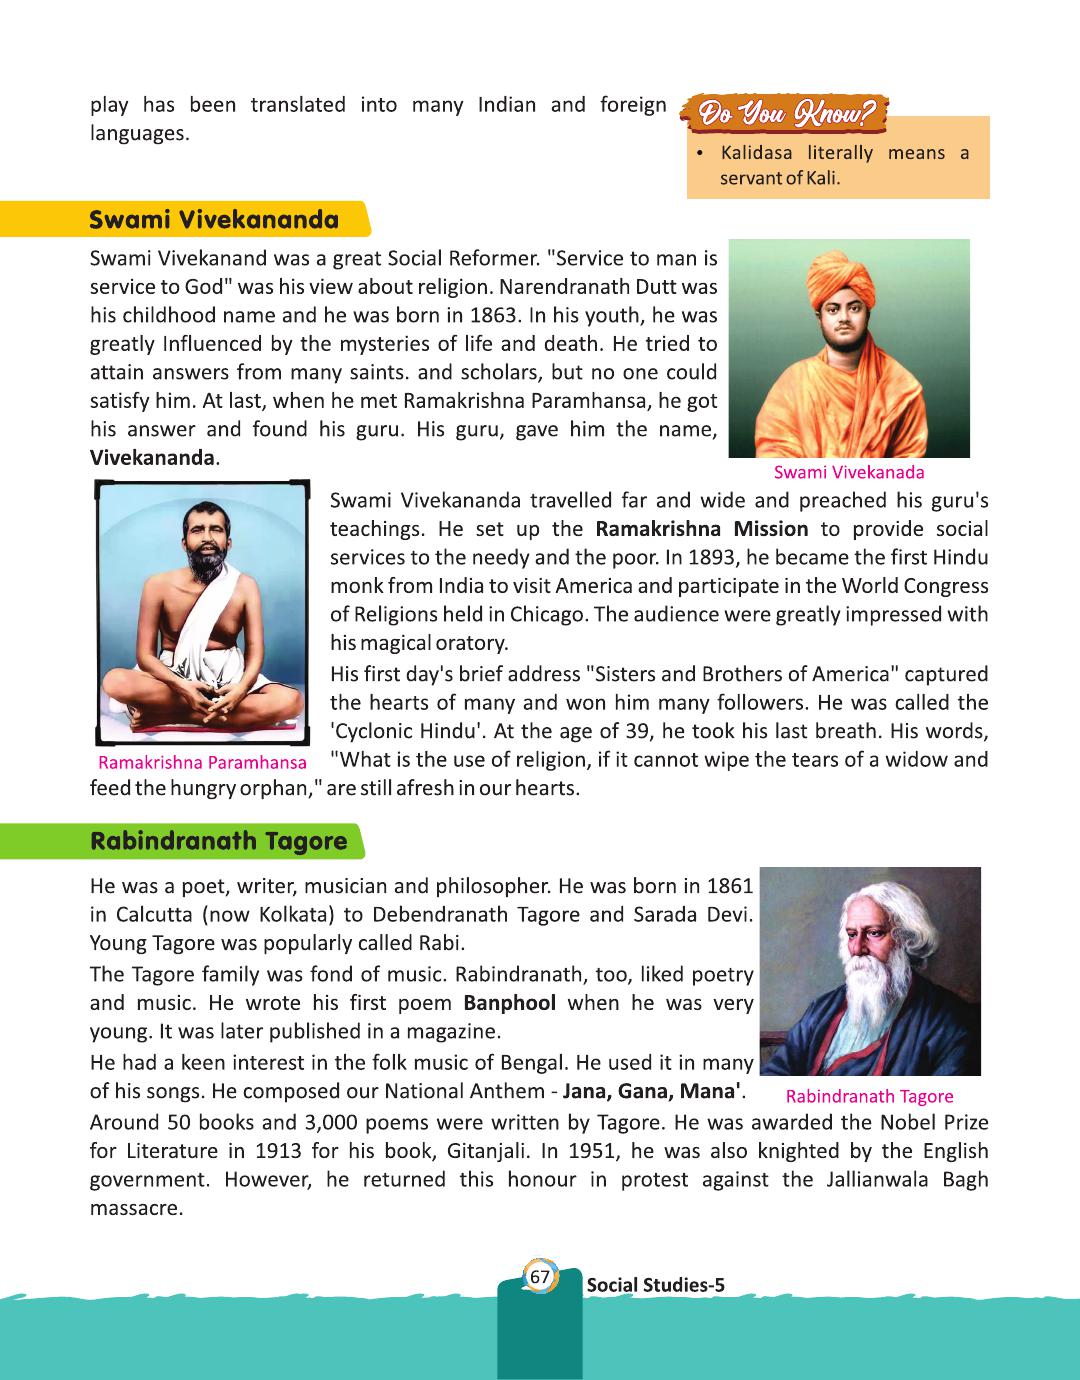 play has been translated into many Indian and foreign
languages.
Do You Know?
• Kalidasa literally means a
servant of Kali.
Swami Vivekananda
Swami Vivekanand was a great Social Reformer. "Service to man is
service to God" was his view about religion. Narendranath Dutt was
his childhood name and he was born in 1863. In his youth, he was
greatly Influenced by the mysteries of life and death. He tried to
attain answers from many saints. and scholars, but no one could
satisfy him. At last, when he met Ramakrishna Paramhansa, he got
his answer and found his guru. His guru, gave him the name,
Vivekananda.
Swami Vivekanada
Swami Vivekananda travelled far and wide and preached his guru's
teachings. He set up the Ramakrishna Mission to provide social
services to the needy and the poor. In 1893, he became the first Hindu
monk from India to visit America and participate in the World Congress
of Religions held in Chicago. The audience were greatly impressed with
his magical oratory.
His first day's brief address "Sisters and Brothers of America" captured
the hearts of many and won him many followers. He was called the
'Cyclonic Hindu'. At the age of 39, he took his last breath. His words,
Ramakrishna Paramhansa
"What is the use of religion, if it cannot wipe the tears of a widow and
feed the hungry orphan," are still afresh in our hearts.
Rabindranath Tagore
He was a poet, writer, musician and philosopher. He was born in 1861
in Calcutta (now Kolkata) to Debendranath Tagore and Sarada Devi.
Young Tagore was popularly called Rabi.
The Tagore family was fond of music. Rabindranath, too, liked poetry
and music. He wrote his first poem Banphool when he was very
young. It was later published in a magazine.
He had a keen interest in the folk music of Bengal. He used it in many
of his songs. He composed our National Anthem - Jana, Gana, Mana'.
Rabindranath Tagore
Around 50 books and 3,000 poems were written by Tagore. He was awarded the Nobel Prize
for Literature in 1913 for his book, Gitanjali. In 1951, he was also knighted by the English
government. However, he returned this honour in protest against the Jallianwala Bagh
massacre.
67
Social Studies-5